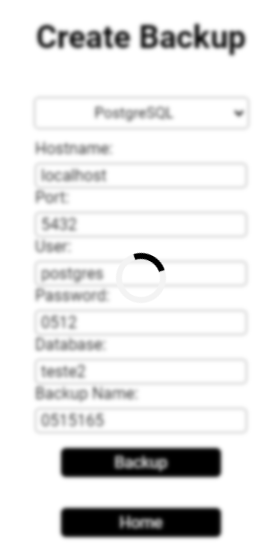 Create Backup
PostgreSQL
Hostname:
localhost
Port:
5432
User:
postgres
Password:
0512
Database:
teste2
Backup Name:
0515165
Backup
Home